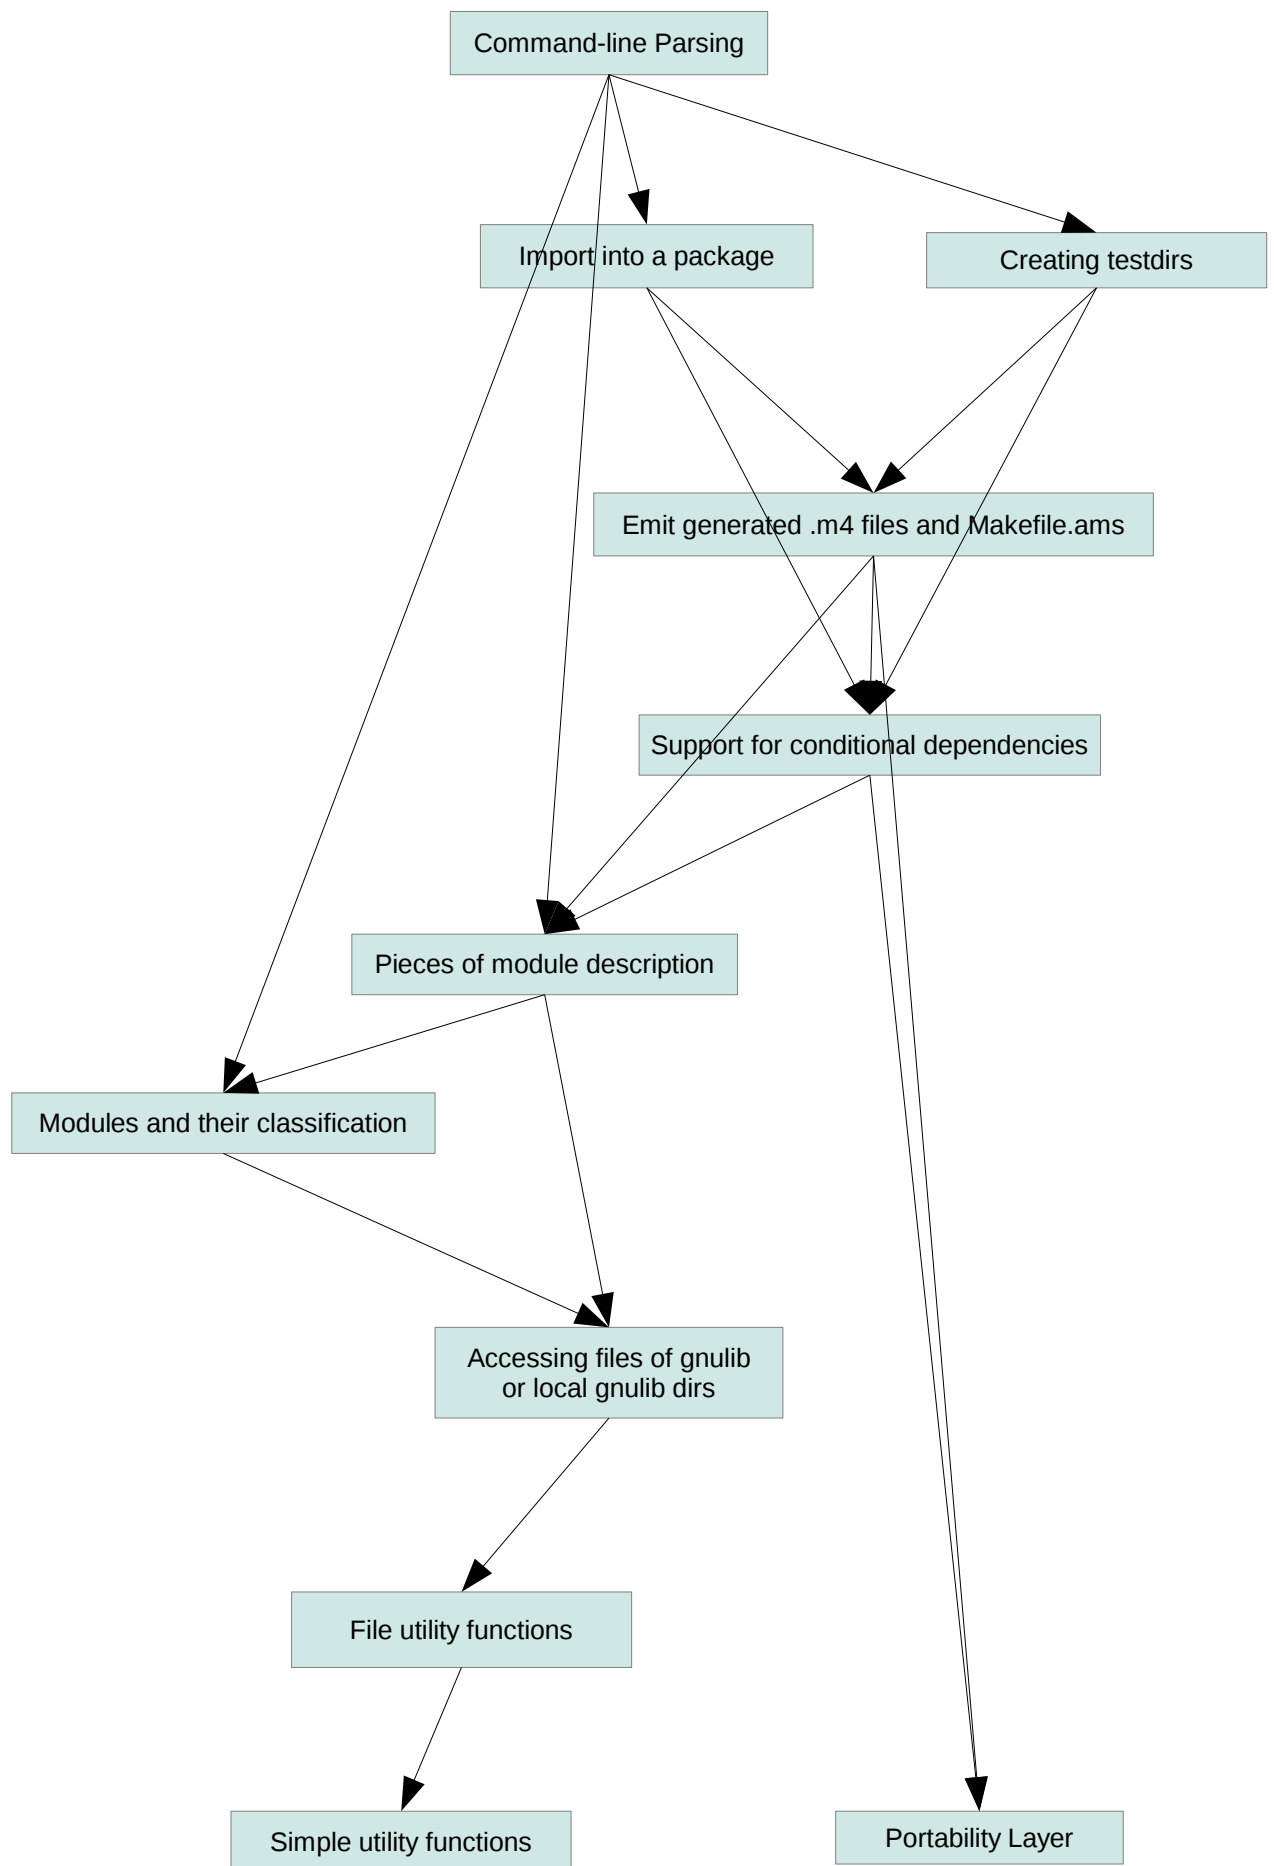 Command-line Parsing
Import into a package
Creating testdirs
Emit generated .m4 files and Makefile.ams
Support for conditional dependencies
Pieces of module description
Modules and their classification
Accessing files of gnulib
or local gnulib dirs
File utility functions
Simple utility functions
Portability Layer